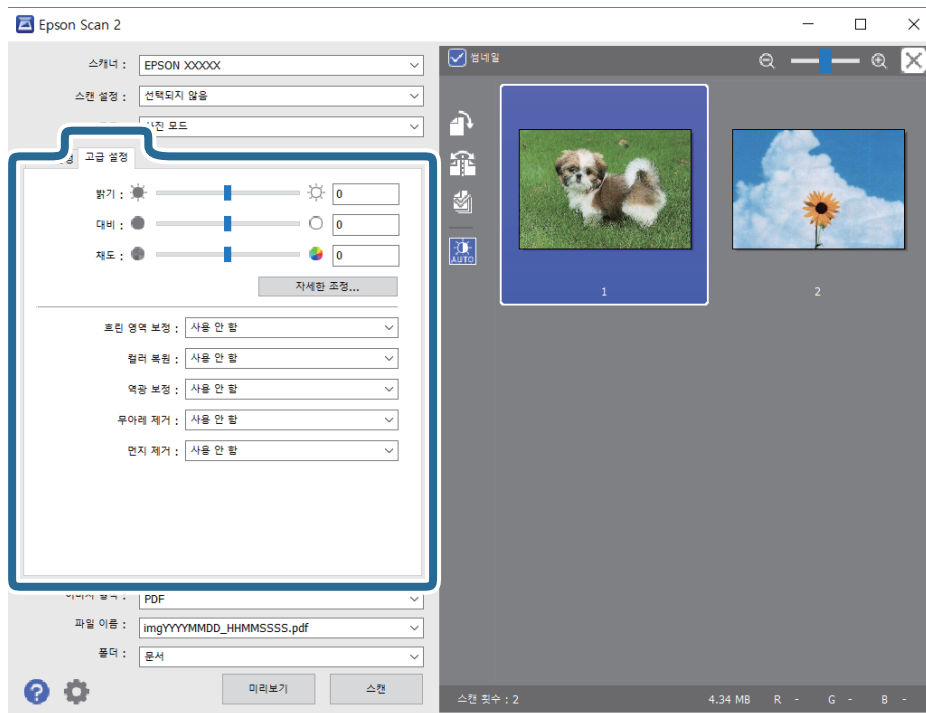 Epson Scan 2
스캐너 : EPSON XXXXX
스캔 설정 : 선택되지 않음
사진 모드
고급 설정
밝기 : 0
대비 : 0
채도 : 0
자세한 조정...
흐린 영역 보정 : 사용 안 함
컬러 복원 : 사용 안 함
역광 보정 : 사용 안 함
무아레 제거 : 사용 안 함
먼지 제거 : 사용 안 함
PDF
파일 이름 : imgYYYYMMDD_HHMMSSSS.pdf
폴더 : 문서
미리보기 스캔
썸네일
AUTO
1 2
스캔 횟수 : 2 4.34 MB R - G - B -